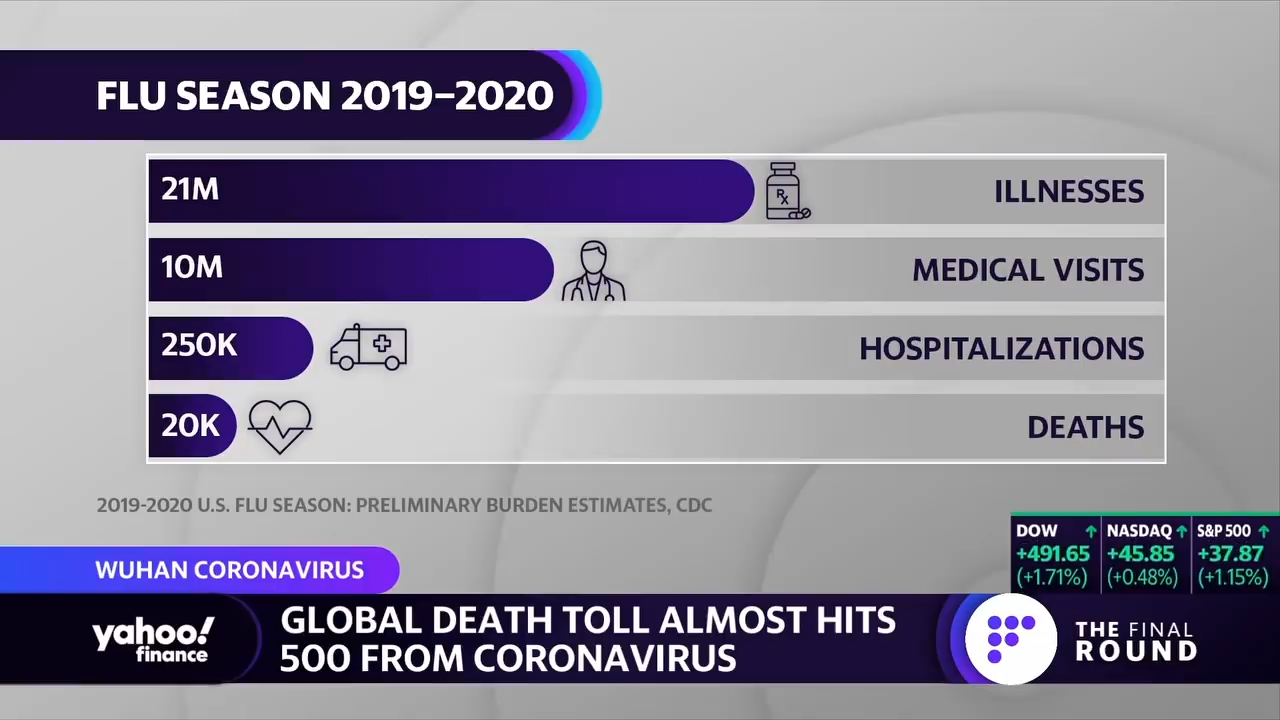 FLU SEASON 2019–2020
21M ILLNESSES
Rx
10M MEDICAL VISITS
250K HOSPITALIZATIONS
20K DEATHS
2019-2020 U.S. FLU SEASON: PRELIMINARY BURDEN ESTIMATES, CDC
DOW NASDAQ S&P 500
+491.65 +45.85 +37.87
(+1.71%) (+0.48%) (+1.15%)
WUHAN CORONAVIRUS
yahoo!
finance
GLOBAL DEATH TOLL ALMOST HITS
500 FROM CORONAVIRUS
THE FINAL
ROUND